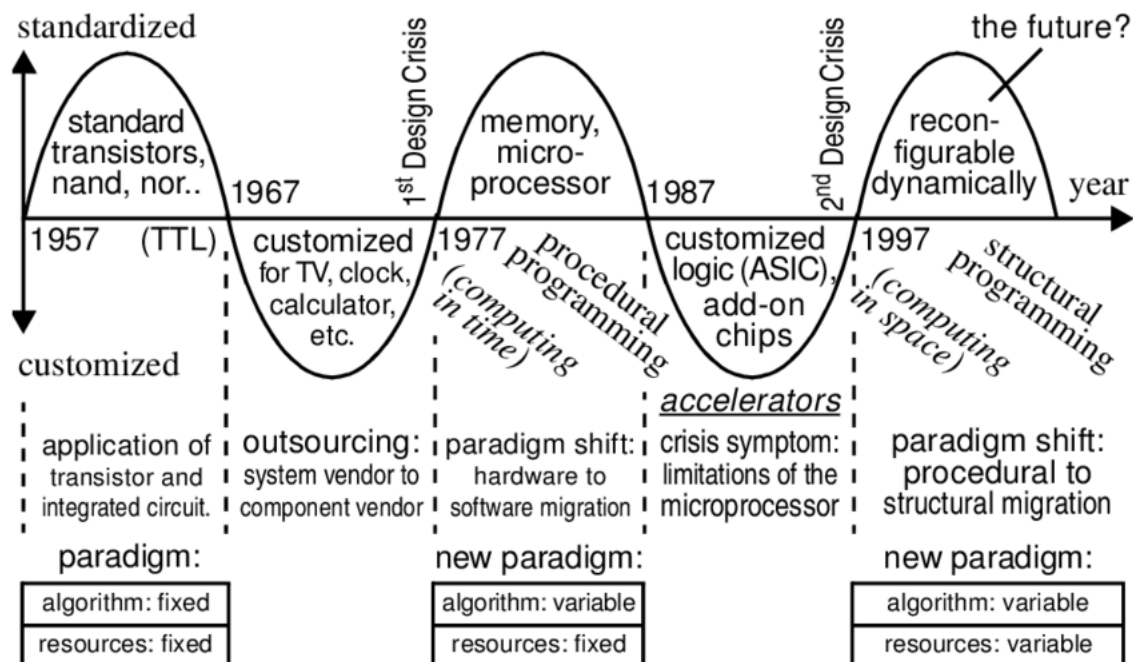 standardized
the future?
1st Design Crisis
2nd Design Crisis
standard
transistors,
nand, nor..
memory,
micro-
processor
recon-
figurable
dynamically
1967
1987
year
1957
(TTL)
1977
1997
customized
for TV, clock,
calculator,
etc.
procedural
programming
(computing
in time)
customized
logic (ASIC),
add-on
chips
structural
programming
(computing
in space)
customized
accelerators
application of
transistor and
integrated circuit.
outsourcing:
system vendor to
component vendor
paradigm shift:
hardware to
software migration
crisis symptom:
limitations of the
microprocessor
paradigm shift:
procedural to
structural migration
paradigm:
algorithm: fixed
resources: fixed
new paradigm:
algorithm: variable
resources: fixed
new paradigm:
algorithm: variable
resources: variable